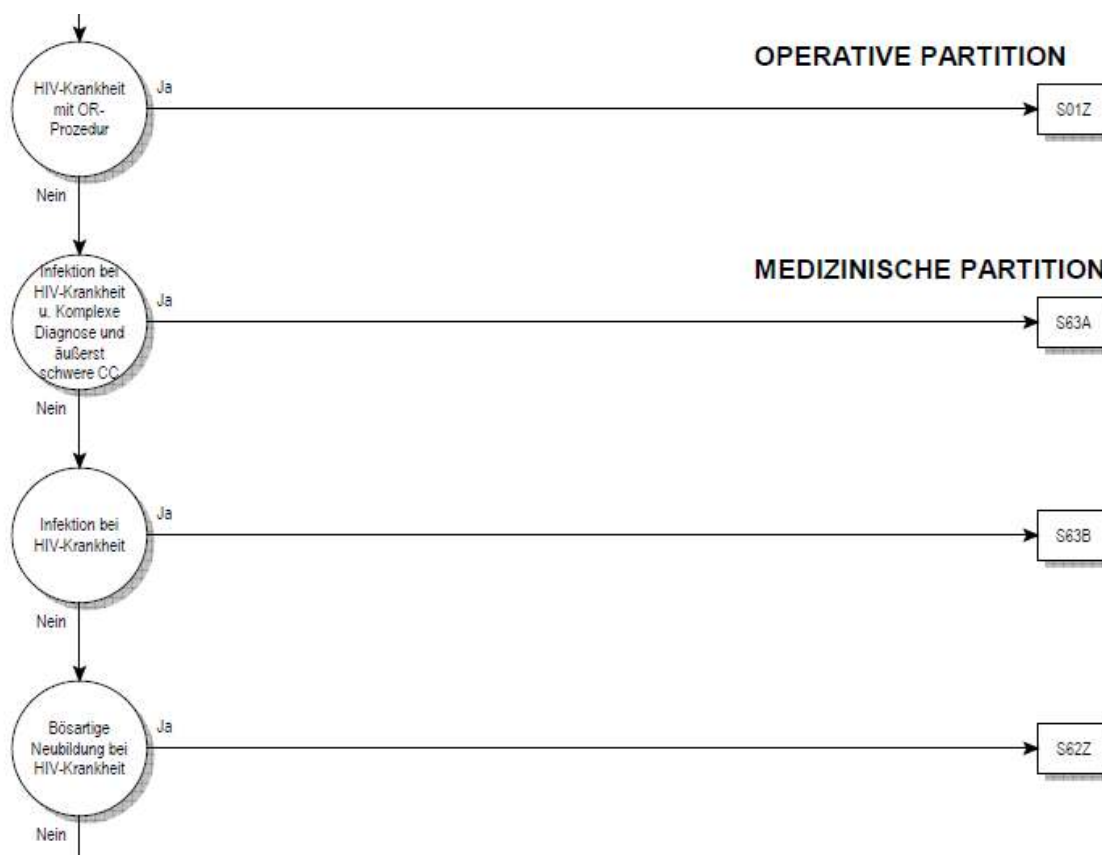 OPERATIVE PARTITION
HIV-Krankheit
mit OR-
Prozedur
Ja
S01Z
Nein
MEDIZINISCHE PARTITION
Infektion bei
HIV-Krankheit
u. Komplexe
Diagnose und
äußerst
schwere CC
Ja
S63A
Nein
Infektion bei
HIV-Krankheit
Ja
S63B
Nein
Bösartige
Neubildung bei
HIV-Krankheit
Ja
S62Z
Nein